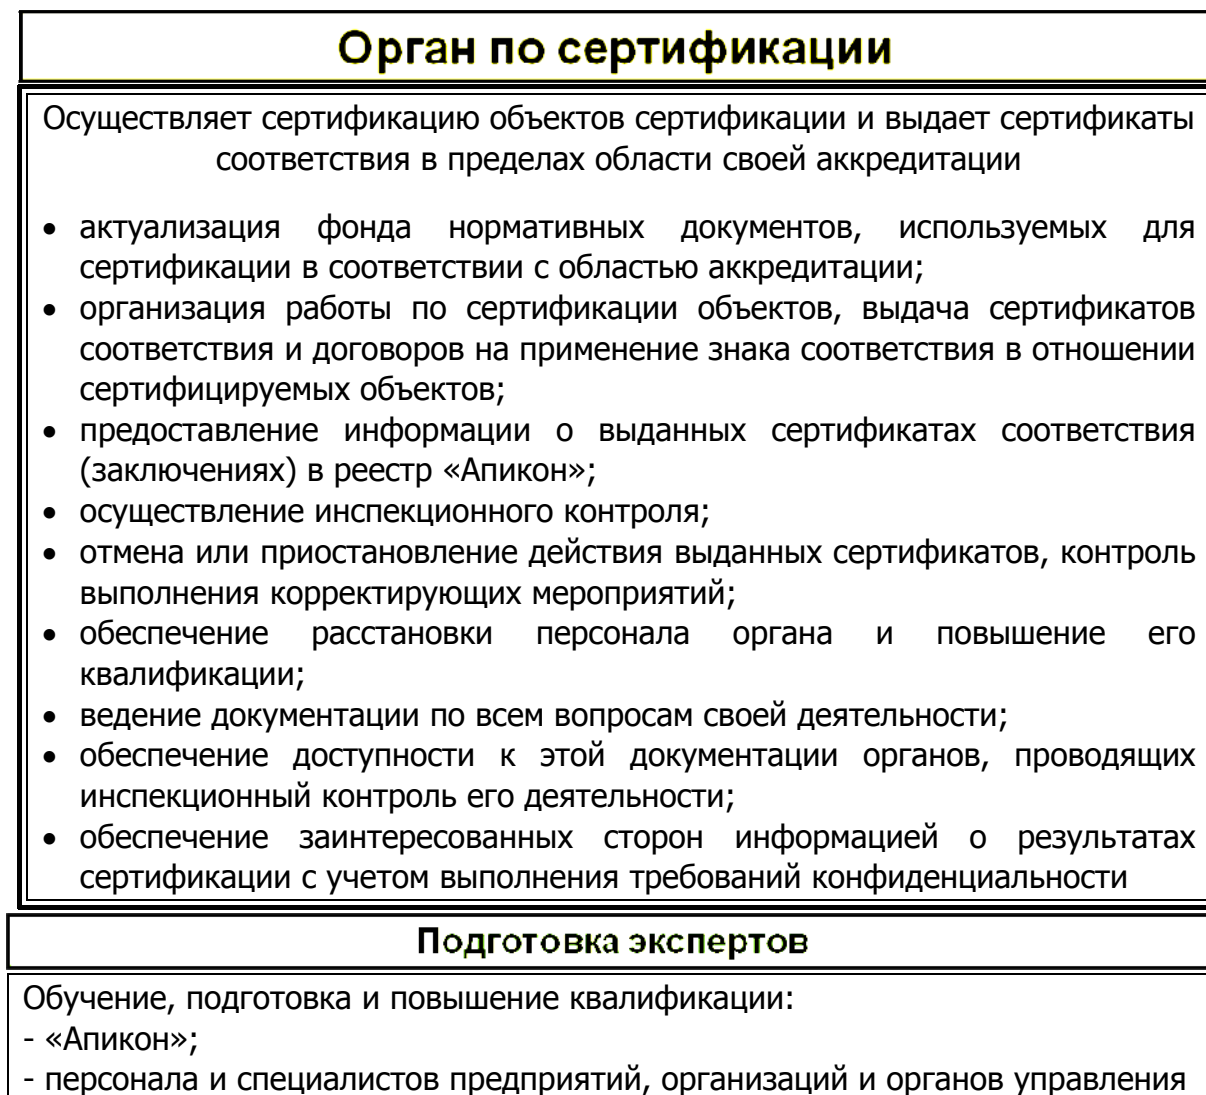 Орган по сертификации
Осуществляет сертификацию объектов сертификации и выдает сертификаты
соответствия в пределах области своей аккредитации
• актуализация фонда нормативных документов, используемых для
сертификации в соответствии с областью аккредитации;
• организация работы по сертификации объектов, выдача сертификатов
соответствия и договоров на применение знака соответствия в отношении
сертифицируемых объектов;
• предоставление информации о выданных сертификатах соответствия
(заключениях) в реестр «Апикон»;
• осуществление инспекционного контроля;
• отмена или приостановление действия выданных сертификатов, контроль
выполнения корректирующих мероприятий;
• обеспечение расстановки персонала органа и повышение его
квалификации;
• ведение документации по всем вопросам своей деятельности;
• обеспечение доступности к этой документации органов, проводящих
инспекционный контроль его деятельности;
• обеспечение заинтересованных сторон информацией о результатах
сертификации с учетом выполнения требований конфиденциальности
Подготовка экспертов
Обучение, подготовка и повышение квалификации:
- «Апикон»;
- персонала и специалистов предприятий, организаций и органов управления